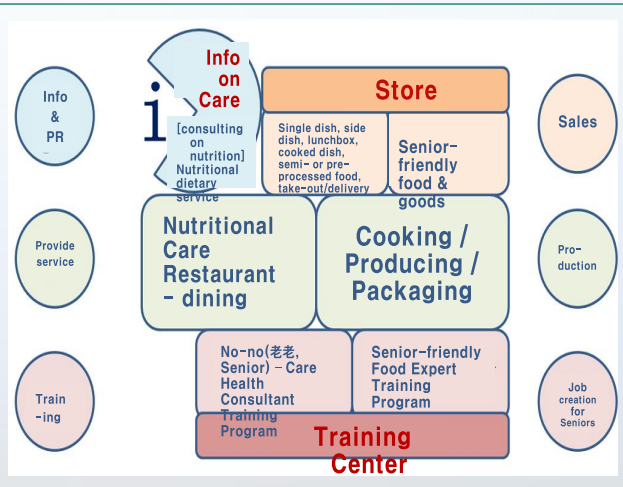 Info
on
Care
i
Store
Info
&
PR
Sales
[consulting
on
nutrition]
Nutritional
dietary
service
Single dish, side
dish, lunchbox,
cooked dish,
semi- or pre-
processed food,
take-out/delivery
Senior-
friendly
food &
goods
Provide
service
Nutritional
Care
Restaurant
- dining
Cooking /
Producing /
Packaging
Pro-
duction
Train
-ing
No-no(老老,
Senior) - Care
Health
Consultant
Training
Program
Senior-friendly
Food Expert
Training
Program
Job
creation
for
Seniors
Training
Center